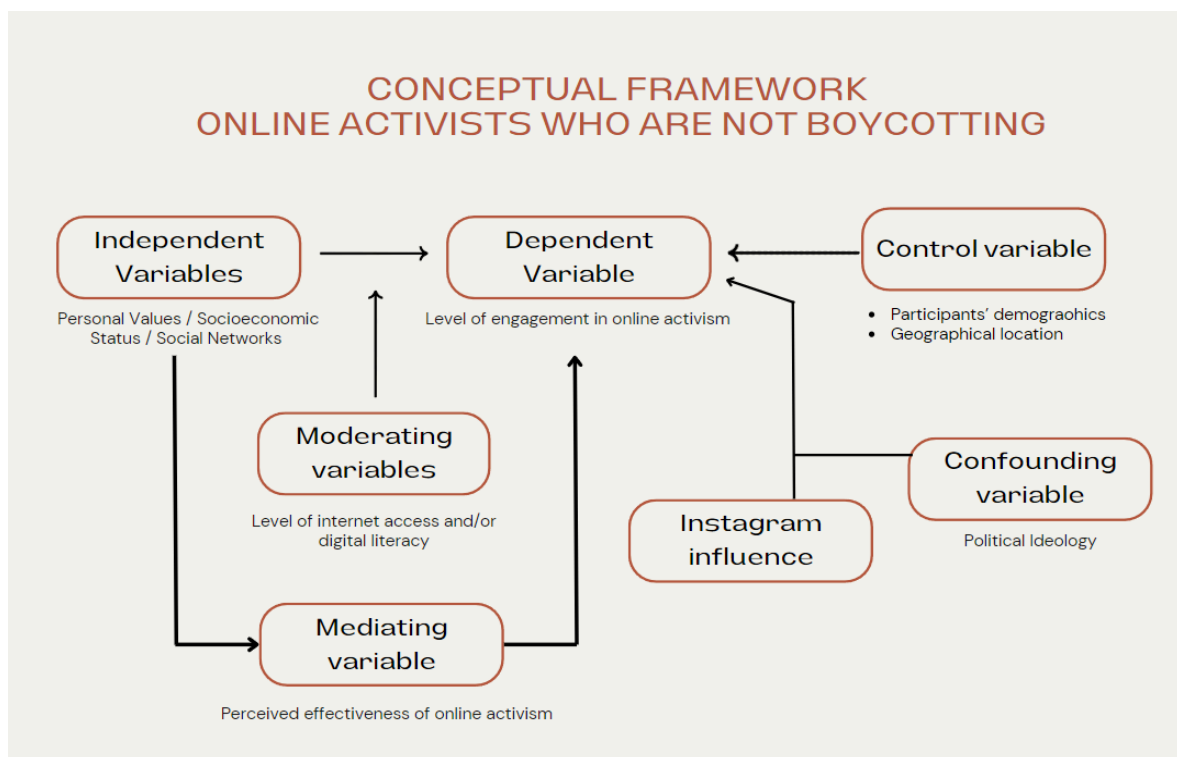 CONCEPTUAL FRAMEWORK
ONLINE ACTIVISTS WHO ARE NOT BOYCOTTING
Independent
Variables
Personal Values / Socioeconomic
Status / Social Networks
Dependent
Variable
Level of engagement in online activism
Control variable
• Participants' demograohics
• Geographical location
Moderating
variables
Level of internet access and/or
digital literacy
Confounding
variable
Political Ideology
Instagram
influence
Mediating
variable
Perceived effectiveness of online activism